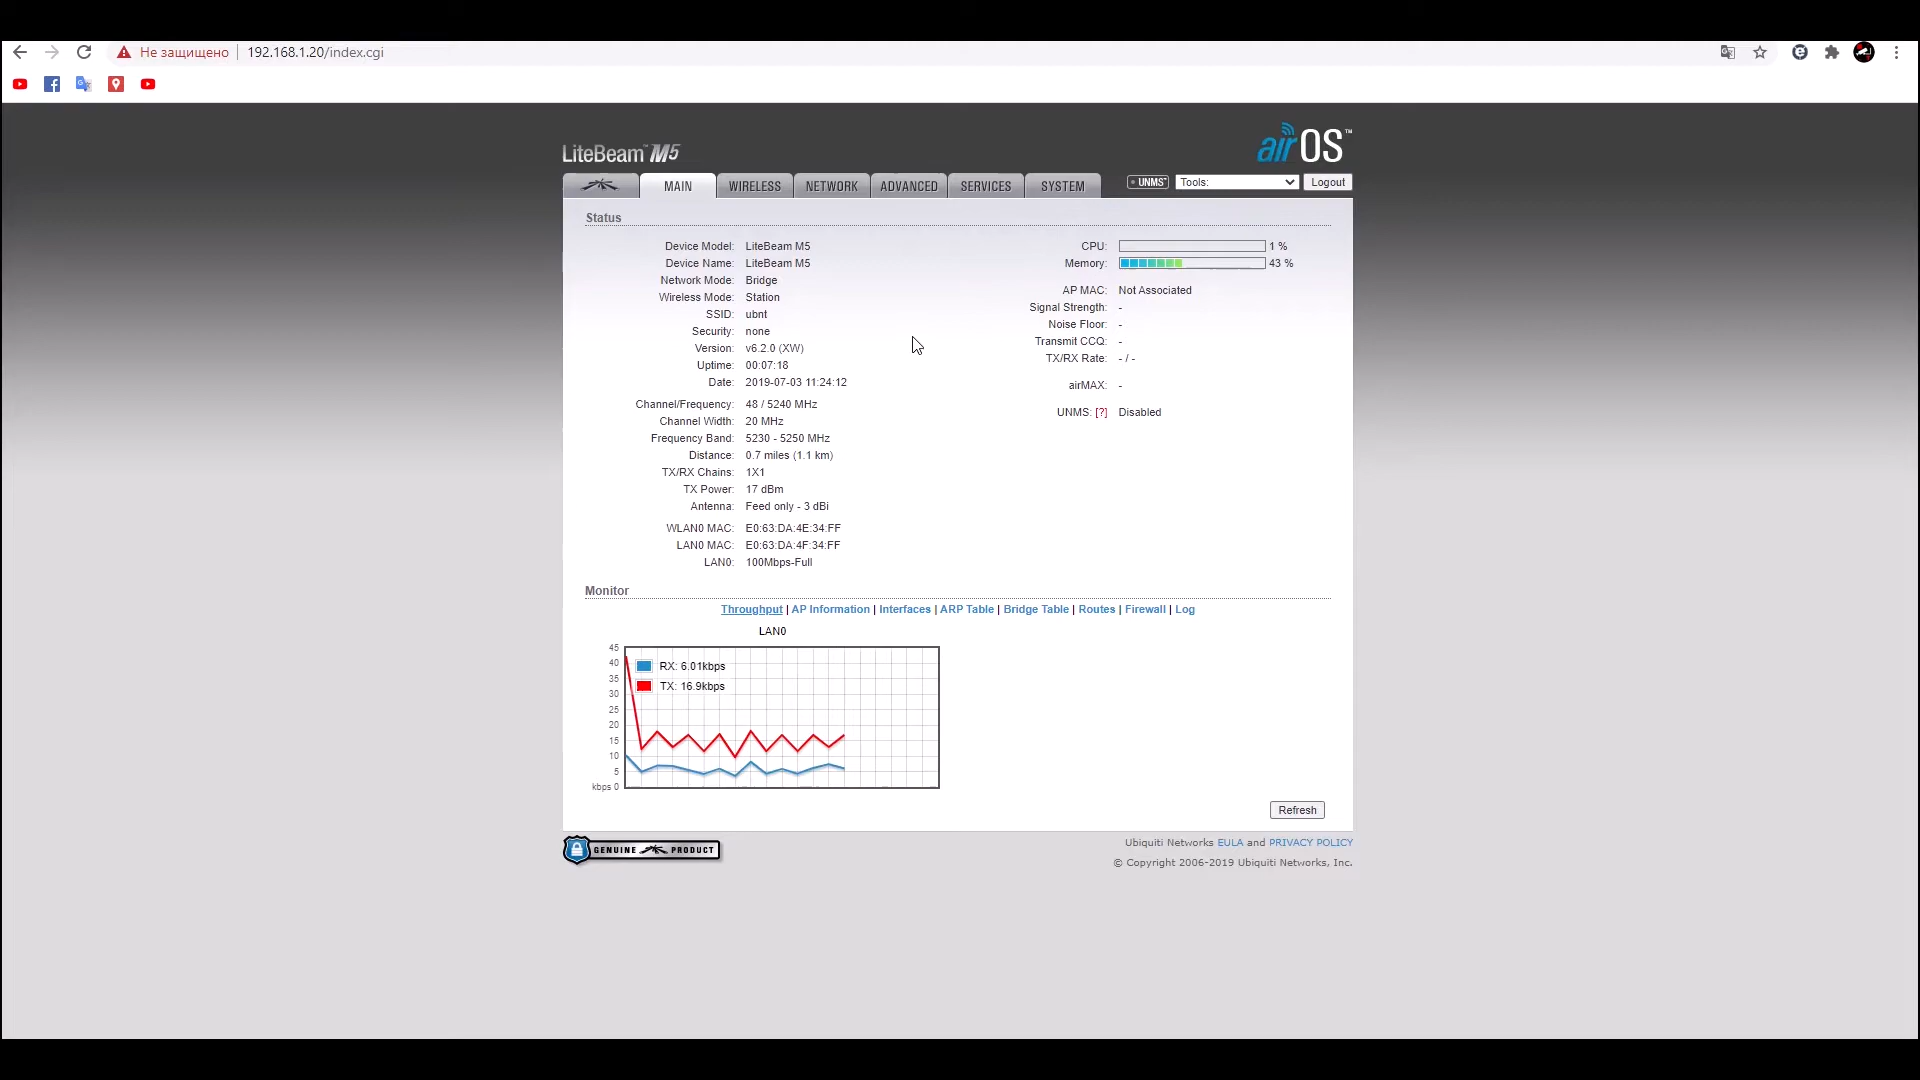 Не защищено 192.168.1.20/index.cgi
LiteBeam™ M5
airOS™
MAIN WIRELESS NETWORK ADVANCED SERVICES SYSTEM UNMS™ Tools: Logout
Status
Device Model: LiteBeam M5
Device Name: LiteBeam M5
Network Mode: Bridge
Wireless Mode: Station
SSID: ubnt
Security: none
Version: v6.2.0 (XW)
Uptime: 00:07:18
Date: 2019-07-03 11:24:12
Channel/Frequency: 48 / 5240 MHz
Channel Width: 20 MHz
Frequency Band: 5230 - 5250 MHz
Distance: 0.7 miles (1.1 km)
TX/RX Chains: 1X1
TX Power: 17 dBm
Antenna: Feed only - 3 dBi
WLAN0 MAC: E0:63:DA:4E:34:FF
LAN0 MAC: E0:63:DA:4F:34:FF
LAN0: 100Mbps-Full
CPU: 1 %
Memory: 43 %
AP MAC: Not Associated
Signal Strength: -
Noise Floor: -
Transmit CCQ: -
TX/RX Rate: - / -
airMAX: -
UNMS: [?] Disabled
Monitor
Throughput | AP Information | Interfaces | ARP Table | Bridge Table | Routes | Firewall | Log
LAN0
45
40
35
30
25
20
15
10
5
kbps 0
RX: 6.01kbps
TX: 16.9kbps
Refresh
GENUINE PRODUCT
Ubiquiti Networks EULA and PRIVACY POLICY
© Copyright 2006-2019 Ubiquiti Networks, Inc.